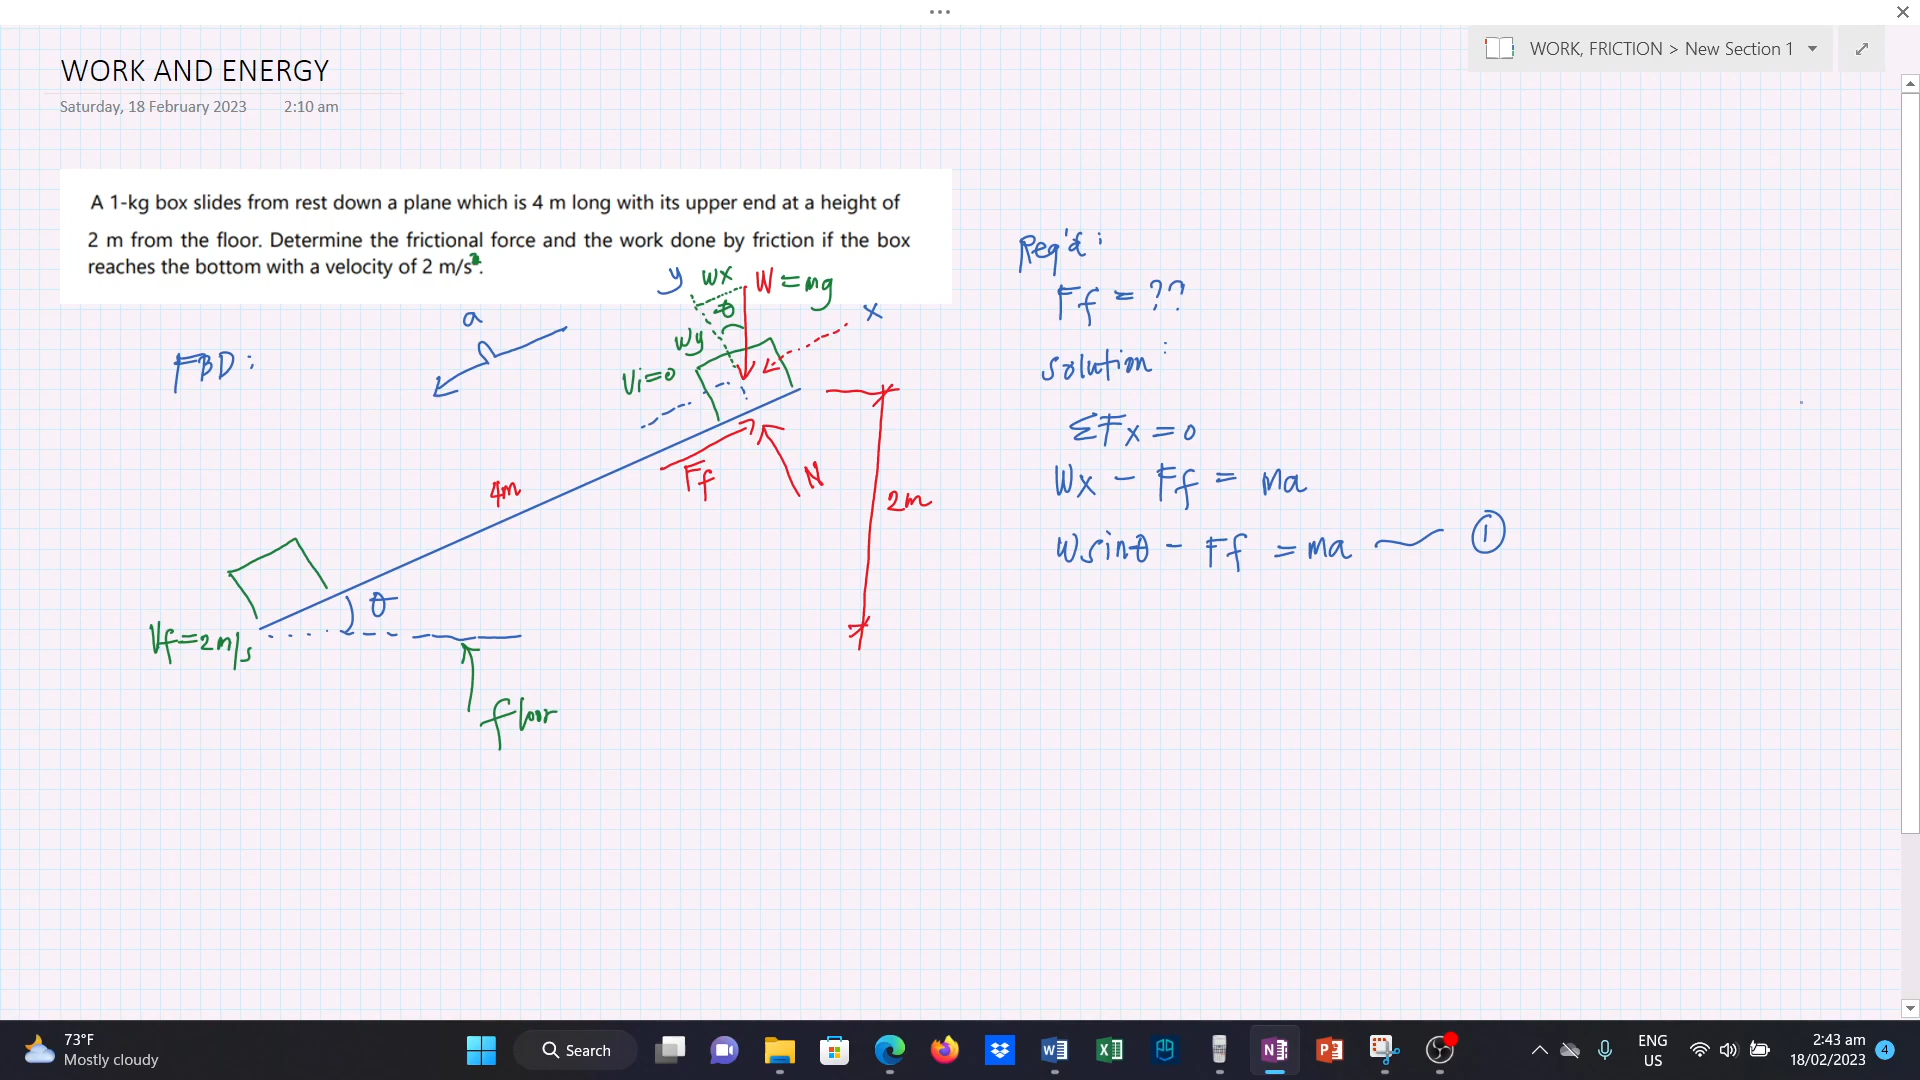 WORK, FRICTION > New Section 1
WORK AND ENERGY
Saturday, 18 February 2023 2:10 am
A 1-kg box slides from rest down a plane which is 4 m long with its upper end at a height of
2 m from the floor. Determine the frictional force and the work done by friction if the box
reaches the bottom with a velocity of 2 m/s.
y Wx W = mg
θ
x
a
Wy
FBD:
Vi=0
Ff
N
4m
2m
θ
Vf=2m/s
floor
Req'd:
Ff = ??
Solution:
ΣFx = 0
Wx - Ff = ma
Wsinθ - Ff = ma ①
73°F
Mostly cloudy
Search
ENG
US
2:43 am
18/02/2023
4